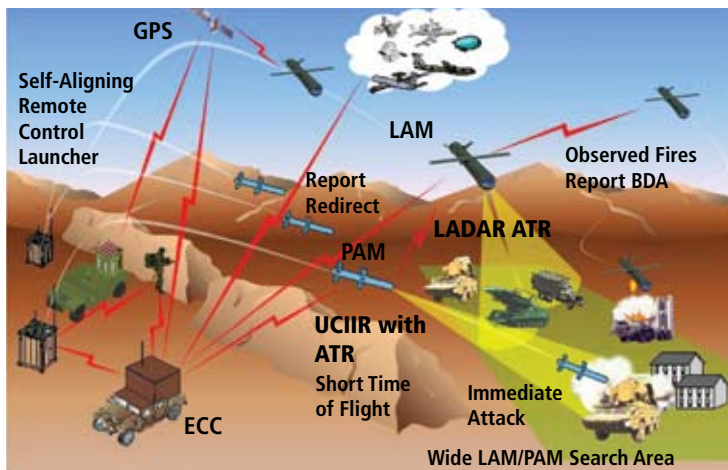 GPS
Self-Aligning
Remote
Control
Launcher
LAM
Observed Fires
Report BDA
Report
Redirect
LADAR ATR
PAM
UCIIR with
ATR
Short Time
of Flight
Immediate
Attack
ECC
Wide LAM/PAM Search Area